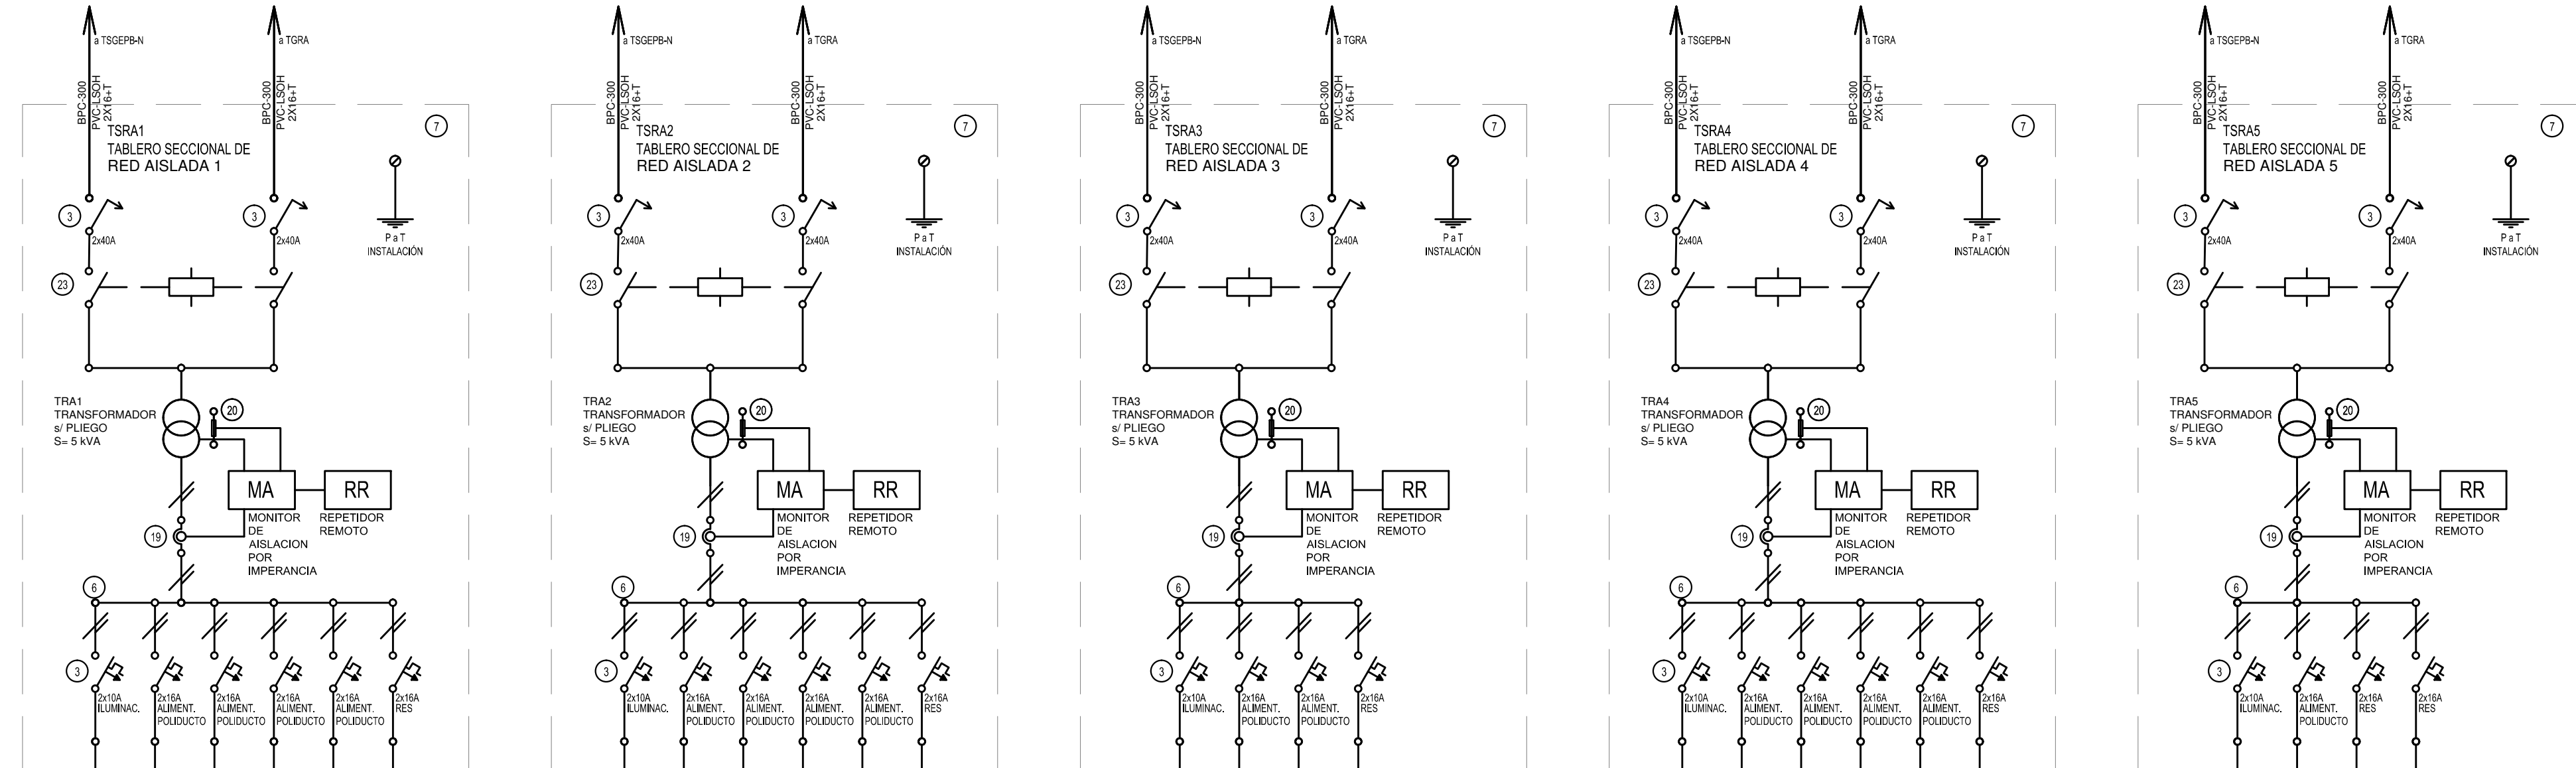 a TSGEPB-N
a TGRA
BPC-300
PVC-LSOH
2X16+T
BPC-300
PVC-LSOH
2X16+T
7
TSRA1
TABLERO SECCIONAL DE
RED AISLADA 1
3
2x40A
3
2x40A
P a T
INSTALACIÓN
23
TRA1
TRANSFORMADOR
s/ PLIEGO
S= 5 kVA
20
MA
RR
MONITOR
DE
AISLACION
POR
IMPERANCIA
REPETIDOR
REMOTO
19
6
3
2x10A
ILUMINAC.
2x16A
ALIMENT.
POLIDUCTO
2x16A
ALIMENT.
POLIDUCTO
2x16A
ALIMENT.
POLIDUCTO
2x16A
ALIMENT.
POLIDUCTO
2x16A
RES
a TSGEPB-N
a TGRA
BPC-300
PVC-LSOH
2X16+T
BPC-300
PVC-LSOH
2X16+T
7
TSRA2
TABLERO SECCIONAL DE
RED AISLADA 2
3
2x40A
3
2x40A
P a T
INSTALACIÓN
23
TRA2
TRANSFORMADOR
s/ PLIEGO
S= 5 kVA
20
MA
RR
MONITOR
DE
AISLACION
POR
IMPERANCIA
REPETIDOR
REMOTO
19
6
3
2x10A
ILUMINAC.
2x16A
ALIMENT.
POLIDUCTO
2x16A
ALIMENT.
POLIDUCTO
2x16A
ALIMENT.
POLIDUCTO
2x16A
ALIMENT.
POLIDUCTO
2x16A
RES
a TSGEPB-N
a TGRA
BPC-300
PVC-LSOH
2X16+T
BPC-300
PVC-LSOH
2X16+T
7
TSRA3
TABLERO SECCIONAL DE
RED AISLADA 3
3
2x40A
3
2x40A
P a T
INSTALACIÓN
23
TRA3
TRANSFORMADOR
s/ PLIEGO
S= 5 kVA
20
MA
RR
MONITOR
DE
AISLACION
POR
IMPERANCIA
REPETIDOR
REMOTO
19
6
3
2x10A
ILUMINAC.
2x16A
ALIMENT.
POLIDUCTO
2x16A
ALIMENT.
POLIDUCTO
2x16A
RES
a TSGEPB-N
a TGRA
BPC-300
PVC-LSOH
2X16+T
BPC-300
PVC-LSOH
2X16+T
7
TSRA4
TABLERO SECCIONAL DE
RED AISLADA 4
3
2x40A
3
2x40A
P a T
INSTALACIÓN
23
TRA4
TRANSFORMADOR
s/ PLIEGO
S= 5 kVA
20
MA
RR
MONITOR
DE
AISLACION
POR
IMPERANCIA
REPETIDOR
REMOTO
19
6
3
2x10A
ILUMINAC.
2x16A
ALIMENT.
POLIDUCTO
2x16A
ALIMENT.
POLIDUCTO
2x16A
ALIMENT.
POLIDUCTO
2x16A
ALIMENT.
POLIDUCTO
2x16A
RES
a TSGEPB-N
a TGRA
BPC-300
PVC-LSOH
2X16+T
BPC-300
PVC-LSOH
2X16+T
7
TSRA5
TABLERO SECCIONAL DE
RED AISLADA 5
3
2x40A
3
2x40A
P a T
INSTALACIÓN
23
TRA5
TRANSFORMADOR
s/ PLIEGO
S= 5 kVA
20
MA
RR
MONITOR
DE
AISLACION
POR
IMPERANCIA
REPETIDOR
REMOTO
19
6
3
2x10A
ILUMINAC.
2x16A
ALIMENT.
POLIDUCTO
2x16A
RES
2x16A
RES